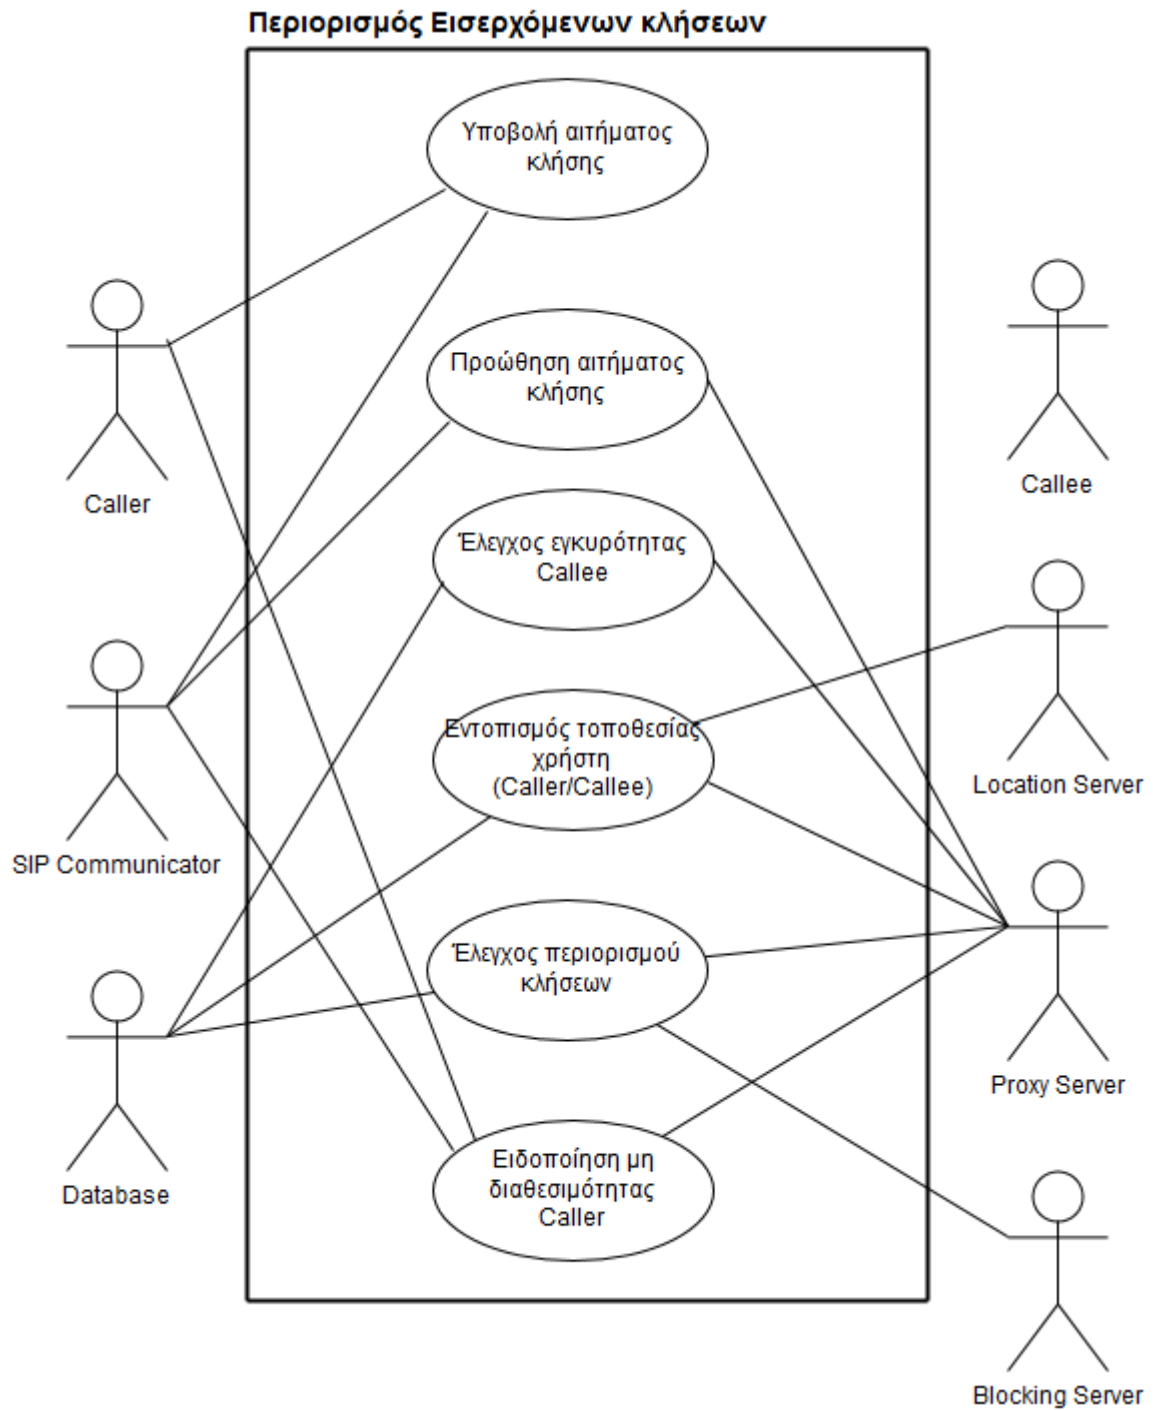 Περιορισμός Εισερχόμενων κλήσεων
Υποβολή αιτήματος
κλήσης
Προώθηση αιτήματος
κλήσης
Caller
Callee
Έλεγχος εγκυρότητας
Callee
Εντοπισμός τοποθεσίας
χρήστη
(Caller/Callee)
Location Server
SIP Communicator
Έλεγχος περιορισμού
κλήσεων
Proxy Server
Ειδοποίηση μη
διαθεσιμότητας
Caller
Database
Blocking Server